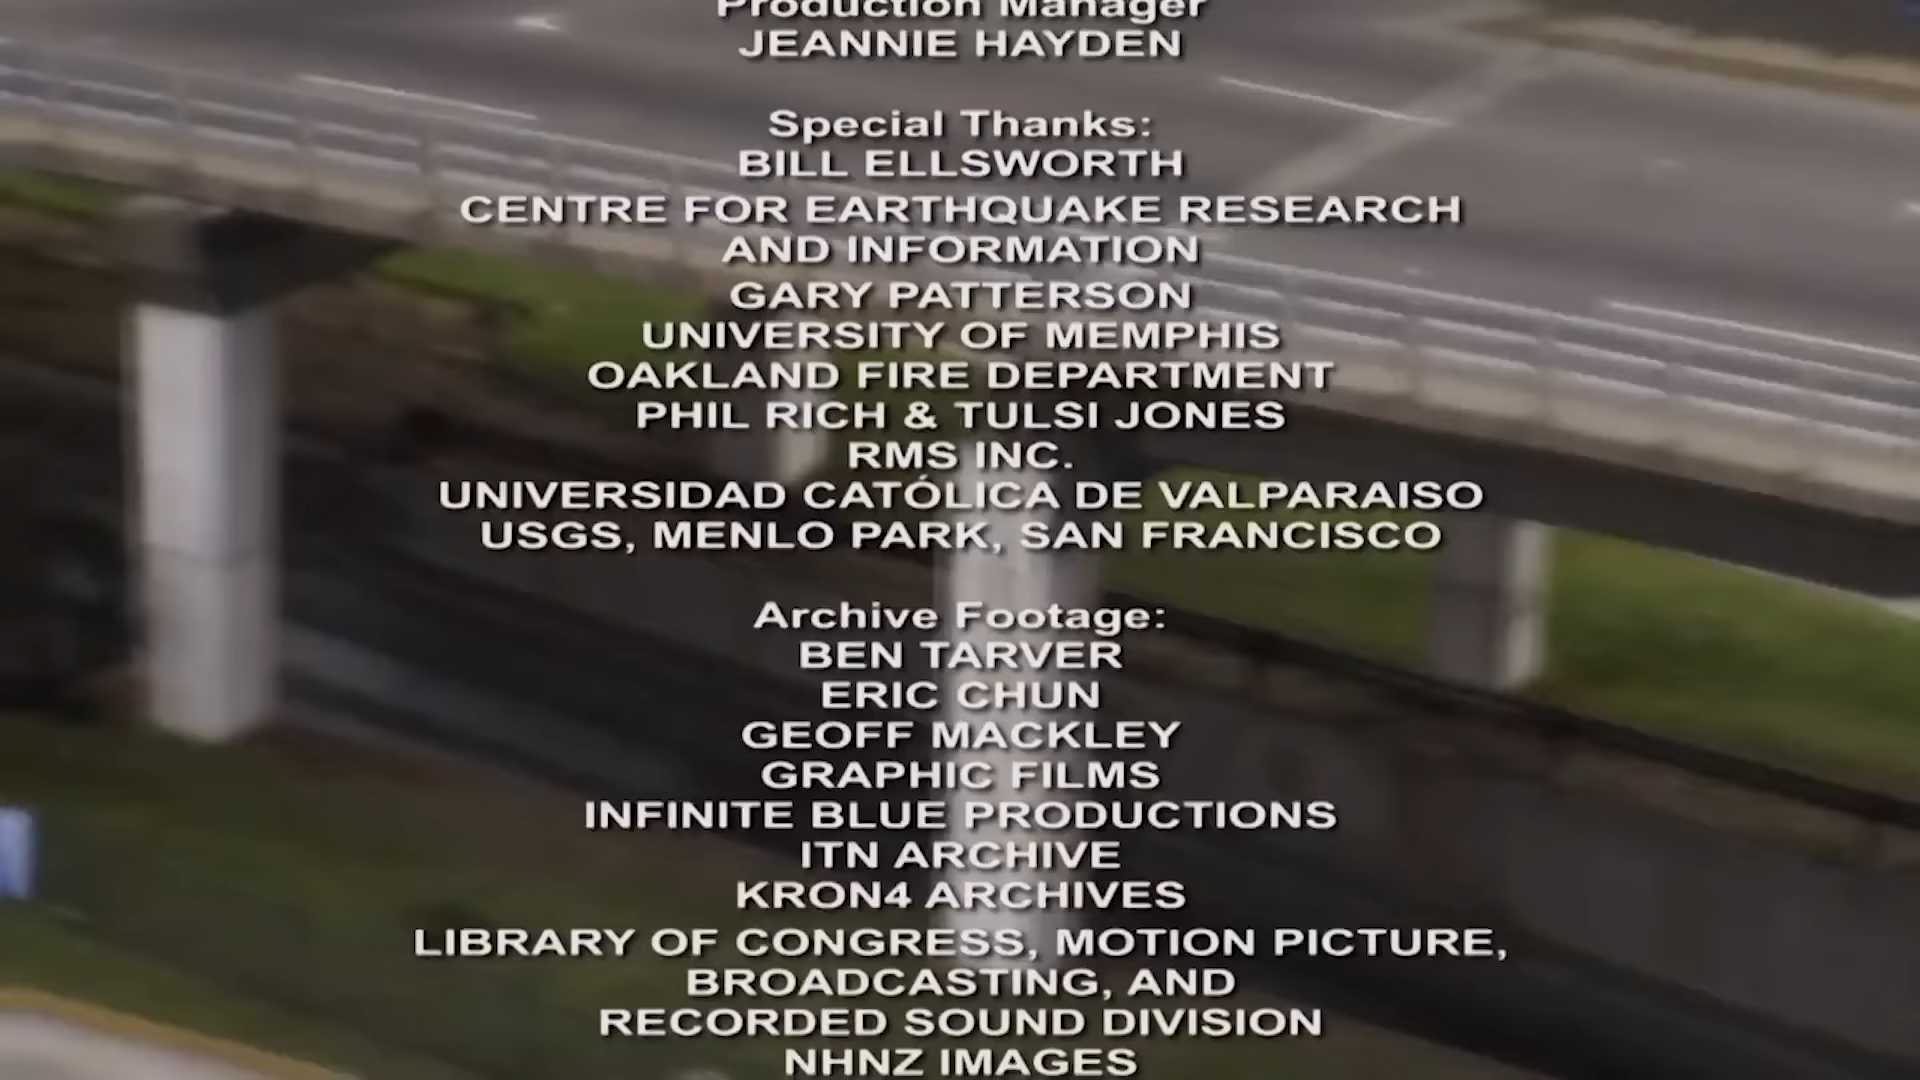 Production Manager
JEANNIE HAYDEN
Special Thanks:
BILL ELLSWORTH
CENTRE FOR EARTHQUAKE RESEARCH
AND INFORMATION
GARY PATTERSON
UNIVERSITY OF MEMPHIS
OAKLAND FIRE DEPARTMENT
PHIL RICH & TULSI JONES
RMS INC.
UNIVERSIDAD CATÓLICA DE VALPARAISO
USGS, MENLO PARK, SAN FRANCISCO
Archive Footage:
BEN TARVER
ERIC CHUN
GEOFF MACKLEY
GRAPHIC FILMS
INFINITE BLUE PRODUCTIONS
ITN ARCHIVE
KRON4 ARCHIVES
LIBRARY OF CONGRESS, MOTION PICTURE,
BROADCASTING, AND
RECORDED SOUND DIVISION
NHNZ IMAGES